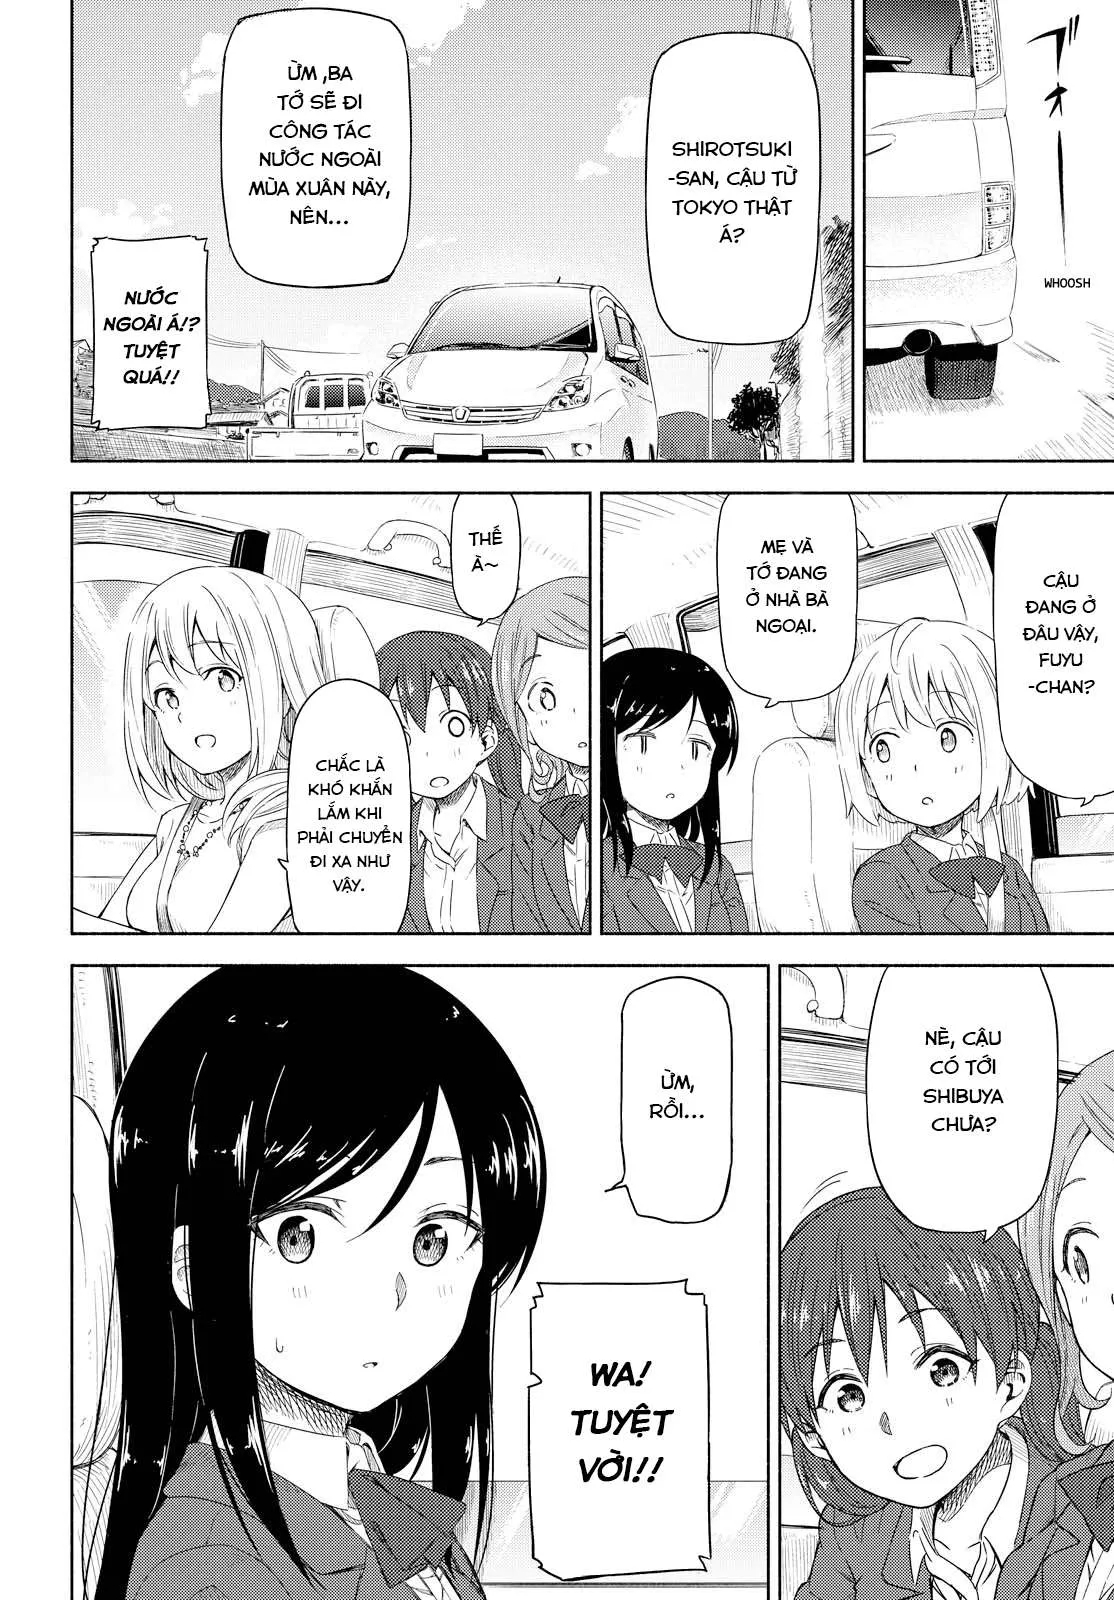 ブオー
WHOOSH
SHIROTSUKI
-SAN, CẬU TỪ
TOKYO THẬT
Á?
ỪM ,BA
TỚ SẼ ĐI
CÔNG TÁC
NƯỚC NGOÀI
MÙA XUÂN NÀY,
NÊN...
NƯỚC
NGOÀI Á!?
TUYỆT
QUÁ!!
CẬU
ĐANG Ở
ĐÂU VẬY,
FUYU
-CHAN?
MẸ VÀ
TỚ ĐANG
Ở NHÀ BÀ
NGOẠI.
THẾ
À~
CHẮC LÀ
KHÓ KHẮN
LẮM KHI
PHẢI CHUYỂN
ĐI XA NHƯ
VẬY.
NÈ, CẬU
CÓ TỚI
SHIBUYA
CHƯA?
ỪM,
RỒI...
WA!
TUYỆT
VỜI!!